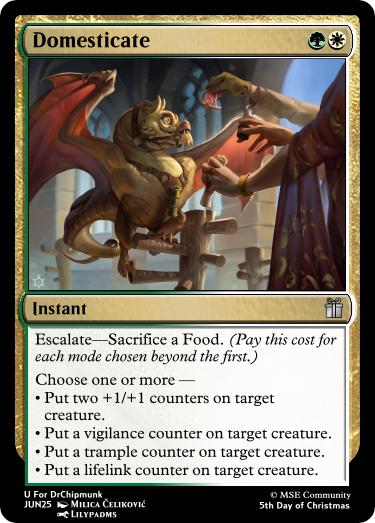 Domesticate
Instant
Escalate—Sacrifice a Food. (Pay this cost for
each mode chosen beyond the first.)
Choose one or more —
• Put two +1/+1 counters on target
creature.
• Put a vigilance counter on target creature.
• Put a trample counter on target creature.
• Put a lifelink counter on target creature.
U For DrChipmunk
JUN25 Milica Čeliković
Lilypadms
© MSE Community
5th Day of Christmas